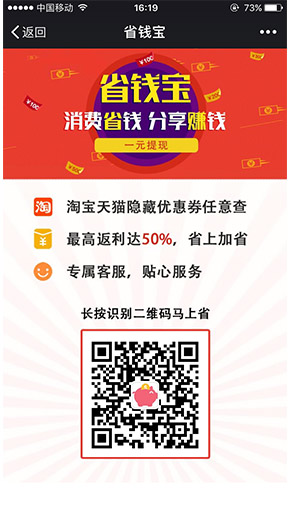 中国移动
16:19
73%
返回
省钱宝
省钱宝
消费省钱 分享赚钱
一元提现
淘 淘宝天猫隐藏优惠券任意查
最高返利达50%，省上加省
专属客服，贴心服务
长按识别二维码马上省